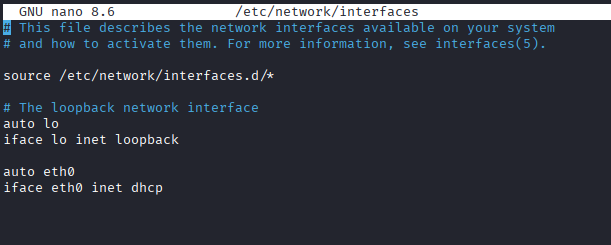 GNU nano 8.6 /etc/network/interfaces
# This file describes the network interfaces available on your system
# and how to activate them. For more information, see interfaces(5).
source /etc/network/interfaces.d/*
# The loopback network interface
auto lo
iface lo inet loopback
auto eth0
iface eth0 inet dhcp